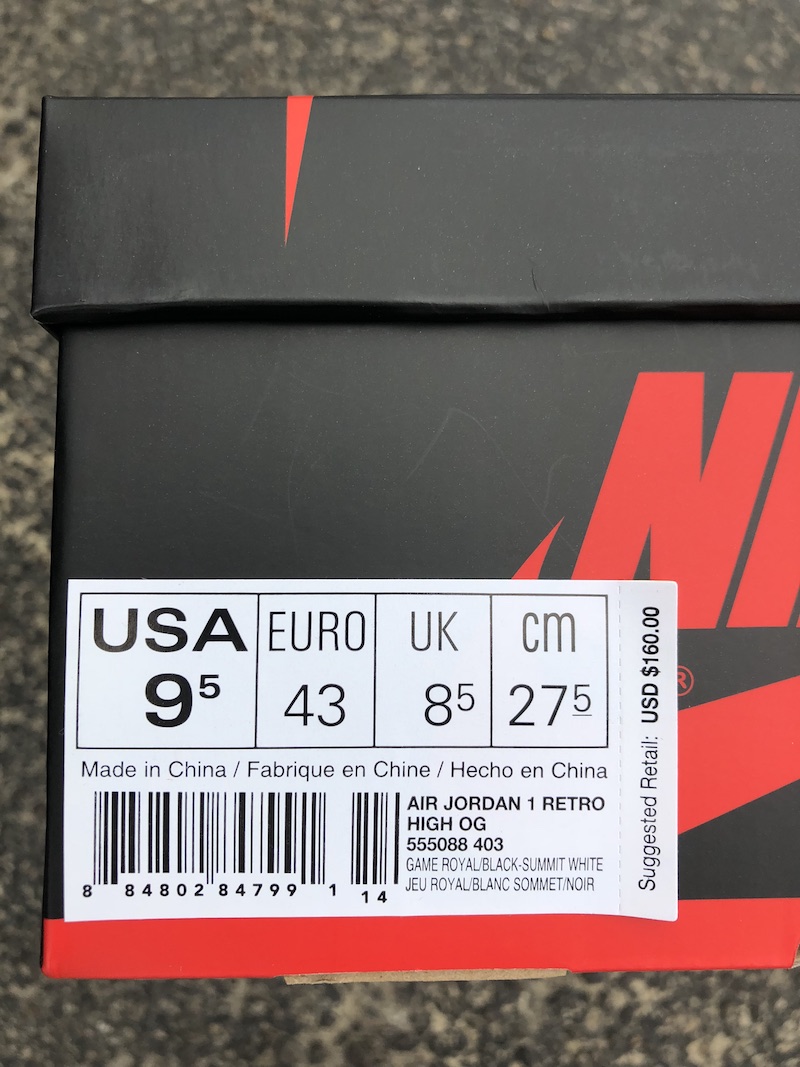 NI
®
USA EURO UK cm
9⁵ 43 8⁵ 27⁵
Made in China / Fabrique en Chine / Hecho en China
AIR JORDAN 1 RETRO
HIGH OG
555088 403
GAME ROYAL/BLACK-SUMMIT WHITE
JEU ROYAL/BLANC SOMMET/NOIR
8 84802 84799 1 14
Suggested Retail: USD $160.00